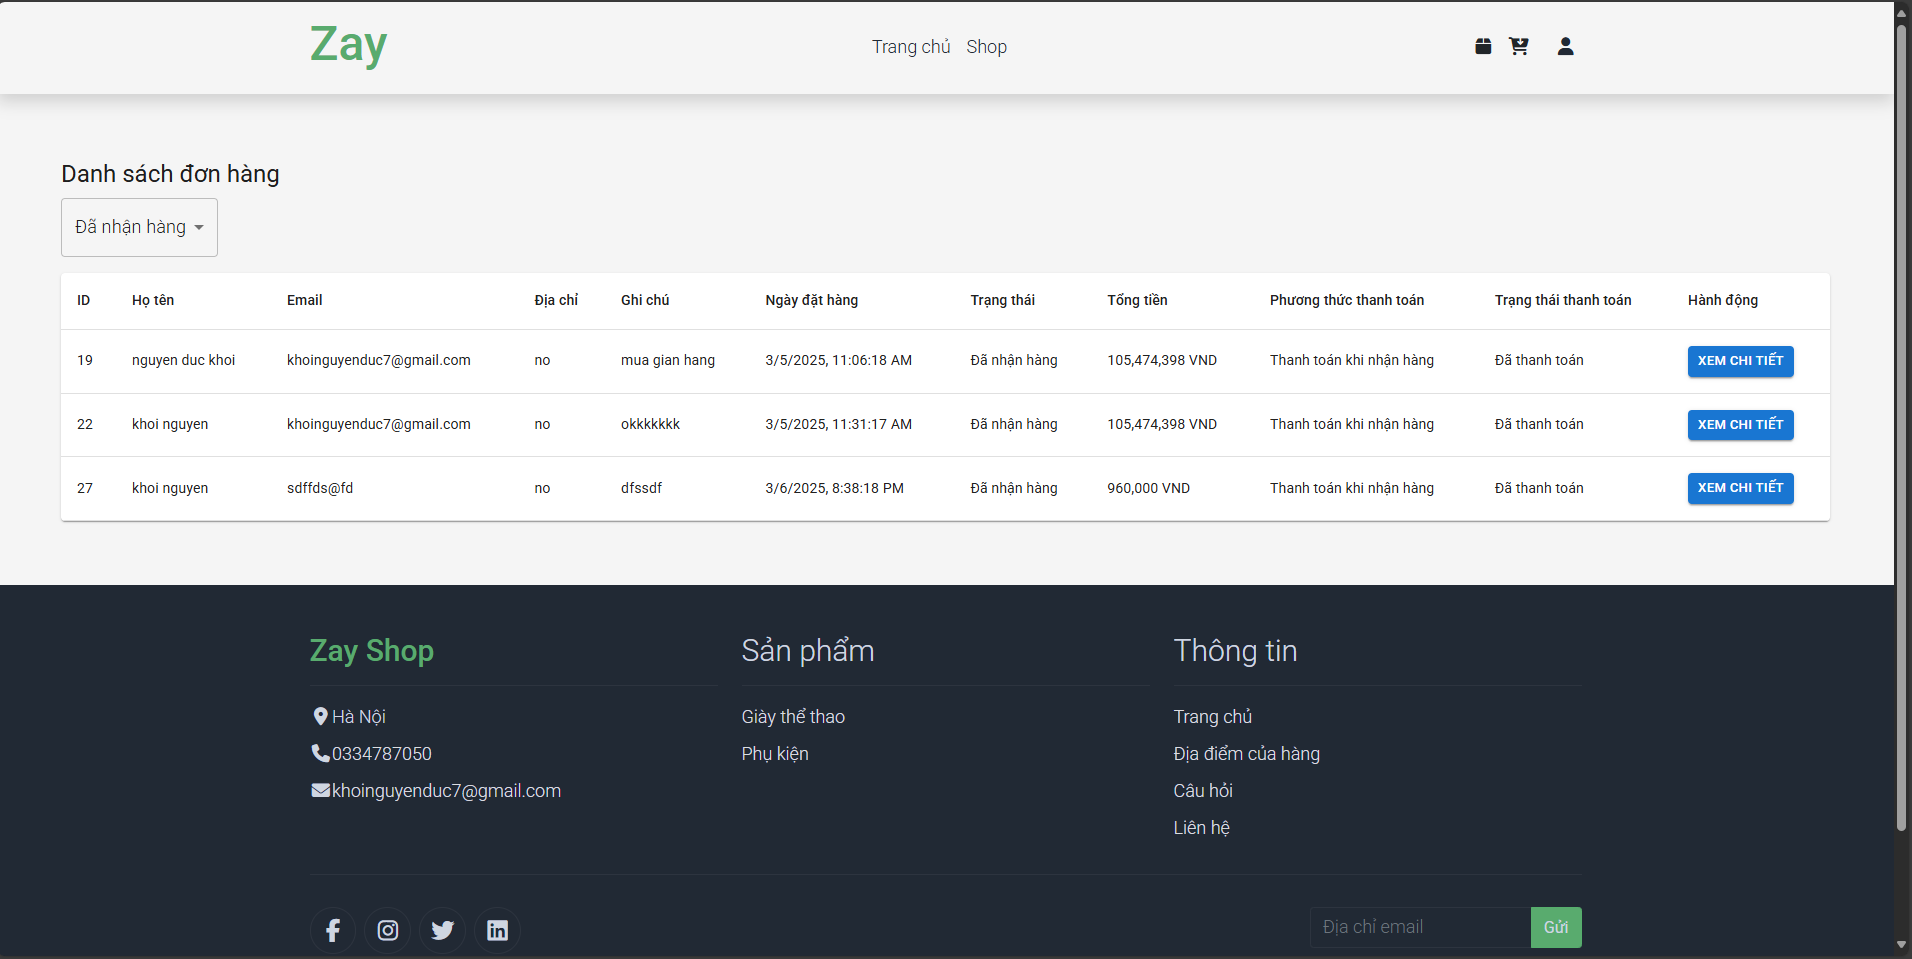 Zay
Trang chủ Shop
Danh sách đơn hàng
Đã nhận hàng
ID Họ tên Email Địa chỉ Ghi chú Ngày đặt hàng Trạng thái Tổng tiền Phương thức thanh toán Trạng thái thanh toán Hành động
19 nguyen duc khoi khoinguyenduc7@gmail.com no mua gian hang 3/5/2025, 11:06:18 AM Đã nhận hàng 105,474,398 VND Thanh toán khi nhận hàng Đã thanh toán XEM CHI TIẾT
22 khoi nguyen khoinguyenduc7@gmail.com no okkkkkkk 3/5/2025, 11:31:17 AM Đã nhận hàng 105,474,398 VND Thanh toán khi nhận hàng Đã thanh toán XEM CHI TIẾT
27 khoi nguyen sdffds@fd no dfssdf 3/6/2025, 8:38:18 PM Đã nhận hàng 960,000 VND Thanh toán khi nhận hàng Đã thanh toán XEM CHI TIẾT
Zay Shop
Hà Nội
0334787050
khoinguyenduc7@gmail.com
Sản phẩm
Giày thể thao
Phụ kiện
Thông tin
Trang chủ
Địa điểm của hàng
Câu hỏi
Liên hệ
Địa chỉ email Gửi